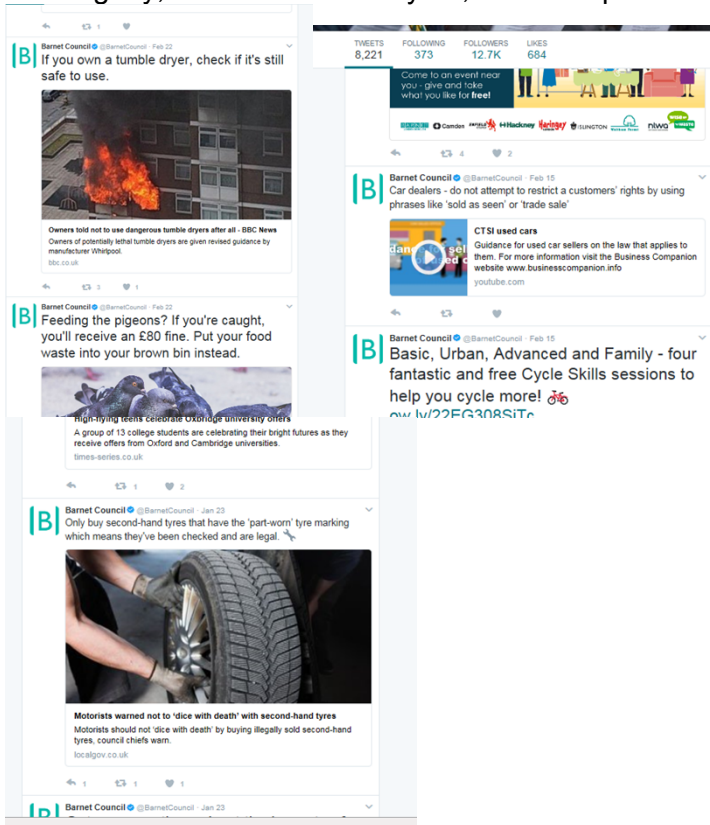 1
Barnet Council @BarnetCouncil · Feb 22
If you own a tumble dryer, check if it's still
safe to use.
Owners told not to use dangerous tumble dryers after all - BBC News
Owners of potentially lethal tumble dryers are given revised guidance by
manufacturer Whirlpool.
bbc.co.uk
3 1
Barnet Council @BarnetCouncil · Feb 22
Feeding the pigeons? If you're caught,
you'll receive an £80 fine. Put your food
waste into your brown bin instead.
TWEETS FOLLOWING FOLLOWERS LIKES
8,221 373 12.7K 684
Come to an event near
you - give and take
what you like for free!
Camden Hackney Haringey ISLINGTON nlwa
4 2
Barnet Council @BarnetCouncil · Feb 15
Car dealers - do not attempt to restrict a customers' rights by using
phrases like 'sold as seen' or 'trade sale'
CTSI used cars
Guidance for used car sellers on the law that applies to
them. For more information visit the Business Companion
website www.businesscompanion.info
youtube.com
Barnet Council @BarnetCouncil · Feb 15
Basic, Urban, Advanced and Family - four
fantastic and free Cycle Skills sessions to
help you cycle more!
ow.ly/22EG308SiTc
High-flying teens celebrate Oxbridge university offers
A group of 13 college students are celebrating their bright futures as they
receive offers from Oxford and Cambridge universities.
times-series.co.uk
1 2
Barnet Council @BarnetCouncil · Jan 23
Only buy second-hand tyres that have the 'part-worn' tyre marking
which means they've been checked and are legal.
Motorists warned not to 'dice with death' with second-hand tyres
Motorists should not 'dice with death' by buying illegally sold second-hand
tyres, council chiefs warn.
localgov.co.uk
1 1 1
Barnet Council @BarnetCouncil · Jan 23